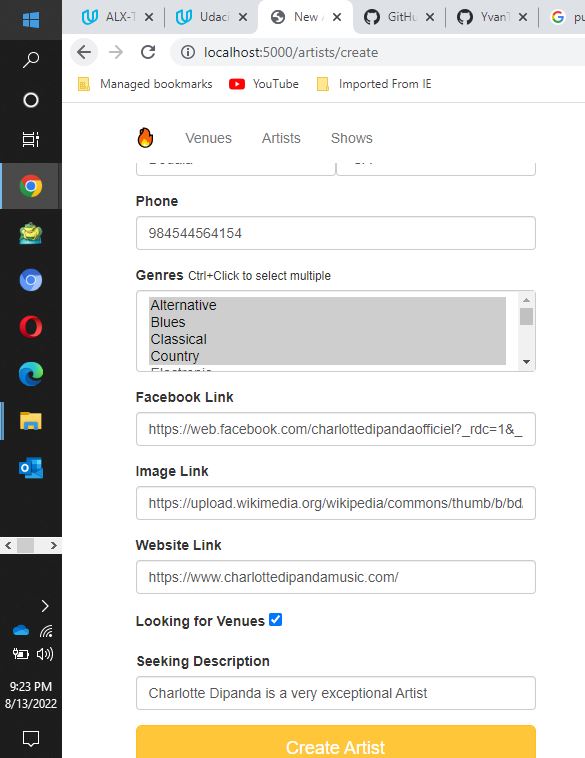 ALX-T
Udaci
New A
GitHu
YvanT
pu
localhost:5000/artists/create
Managed bookmarks
YouTube
Imported From IE
Venues
Artists
Shows
Phone
984544564154
Genres Ctrl+Click to select multiple
Alternative
Blues
Classical
Country
Facebook Link
https://web.facebook.com/charlottedipandaofficiel?_rdc=1&_
Image Link
https://upload.wikimedia.org/wikipedia/commons/thumb/b/bd/
Website Link
https://www.charlottedipandamusic.com/
Looking for Venues
Seeking Description
Charlotte Dipanda is a very exceptional Artist
Create Artist
9:23 PM
8/13/2022